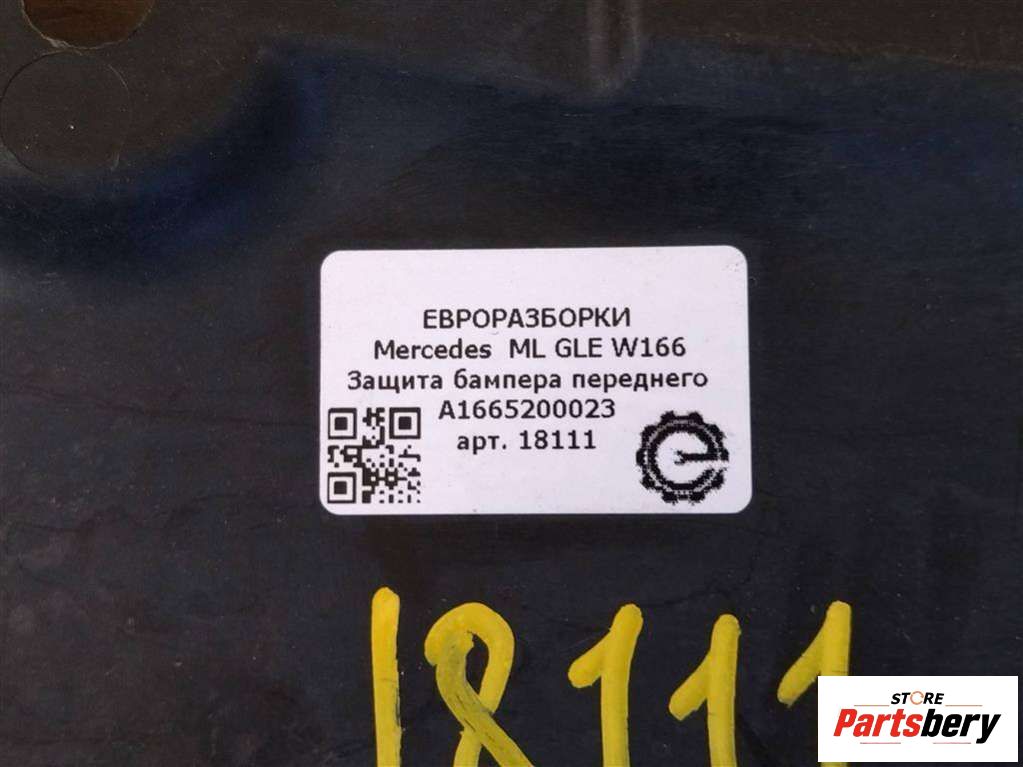 ЕВРОРАЗБОРКИ
Mercedes ML GLE W166
Защита бампера переднего
A1665200023
арт. 18111
18111
STORE
Partsbery